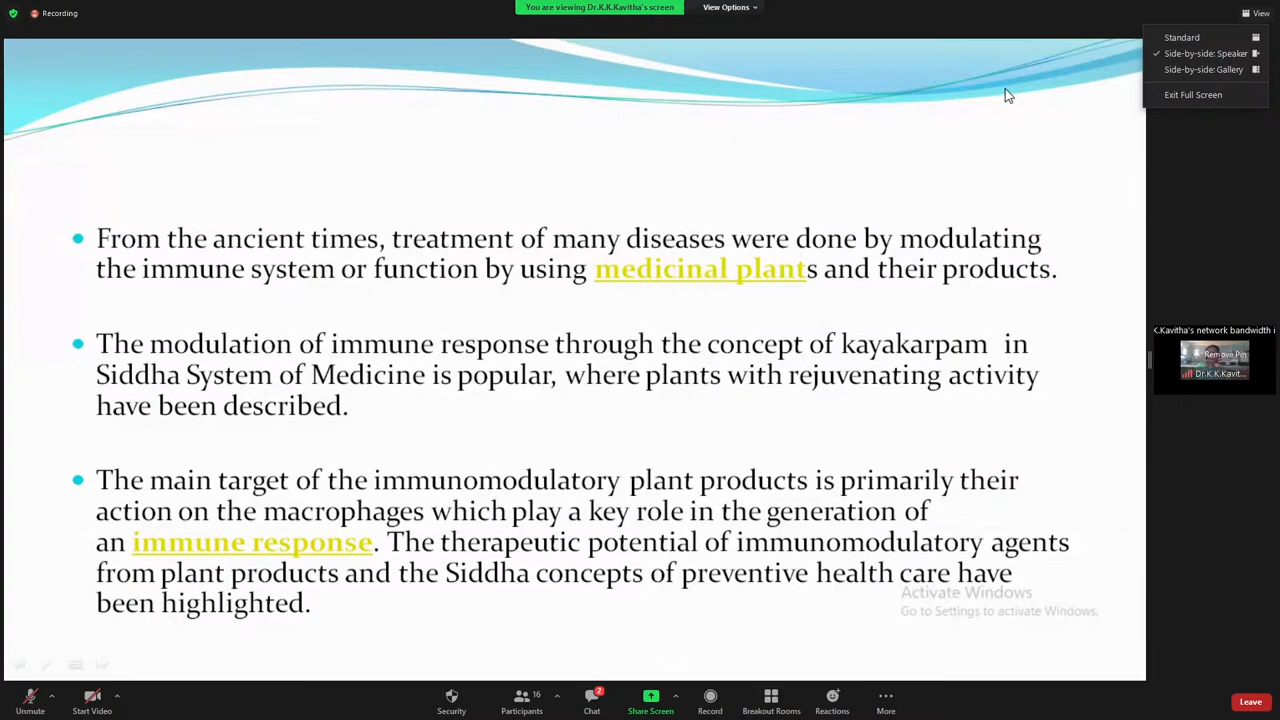 Recording
You are viewing Dr.K.K.Kavitha's screen
View Options
View
Standard
Side-by-side: Speaker
Side-by-side: Gallery
Exit Full Screen
From the ancient times, treatment of many diseases were done by modulating
the immune system or function by using medicinal plants and their products.
The modulation of immune response through the concept of kayakarpam in
Siddha System of Medicine is popular, where plants with rejuvenating activity
have been described.
The main target of the immunomodulatory plant products is primarily their
action on the macrophages which play a key role in the generation of
an immune response. The therapeutic potential of immunomodulatory agents
from plant products and the Siddha concepts of preventive health care have
been highlighted.
Activate Windows
Go to Settings to activate Windows.
K.Kavitha's network bandwidth i
Remove Pin
Dr.K.K.Kavit...
Unmute
Start Video
Security
16
Participants
2
Chat
Share Screen
Record
Breakout Rooms
Reactions
More
Leave